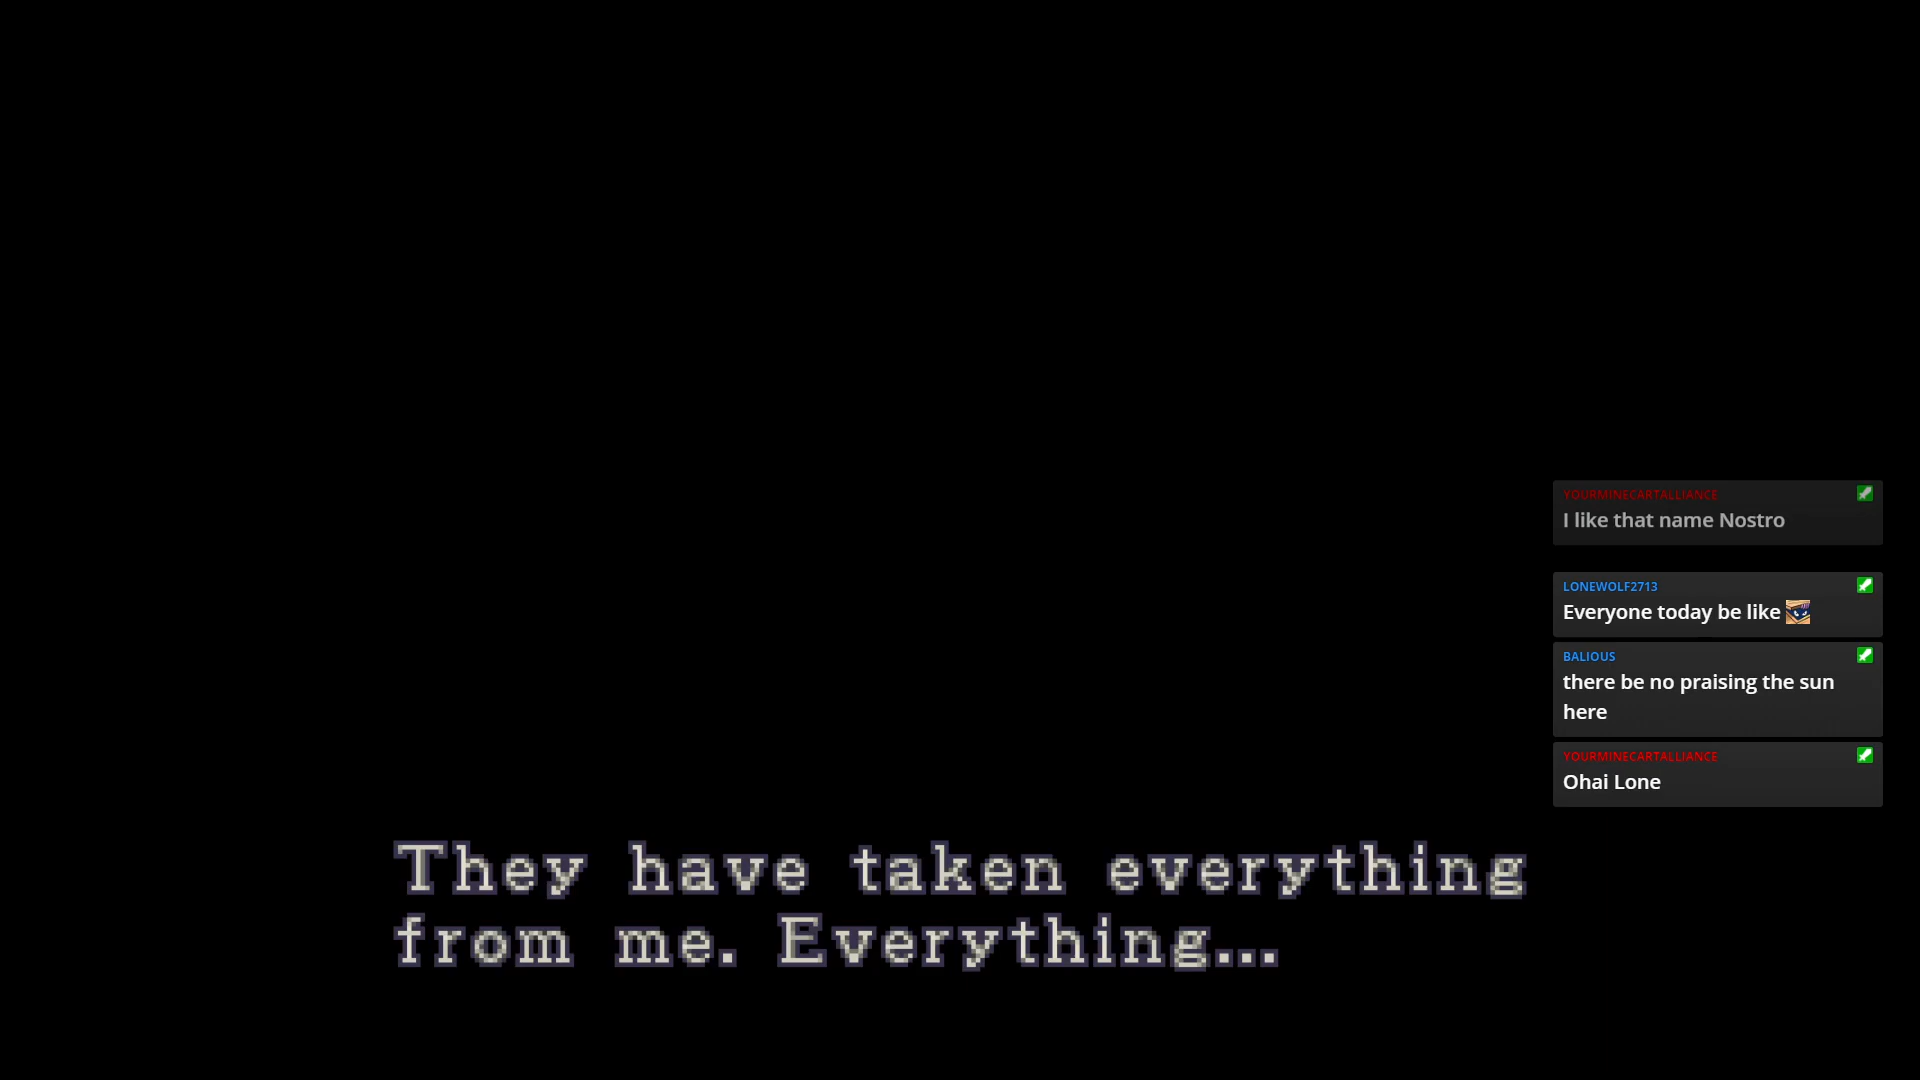 YOURMINECARTALLIANCE
I like that name Nostro
LONEWOLF2713
Everyone today be like
BALIOUS
there be no praising the sun
here
YOURMINECARTALLIANCE
Ohai Lone
They have taken everything
from me. Everything...